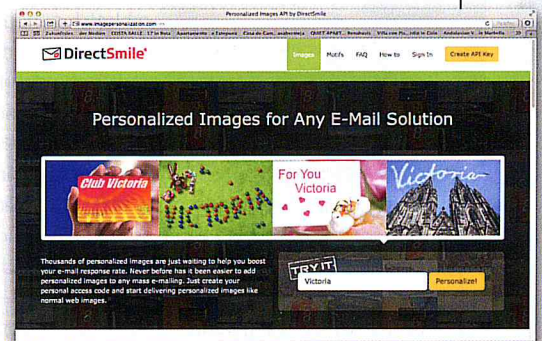 Personalized Images API by DirectSmile
www.imagepersonalization.com
DirectSmile
Images Motifs FAQ How to Sign In Create API Key
Personalized Images for Any E-Mail Solution
Club Victoria
VICTORIA
For You
Victoria
Victoria
Thousands of personalized images are just waiting to help you boost
your e-mail response rate. Never before has it been easier to add
personalized images to any mass e-mailing. Just create your
personal access code and start delivering personalized images like
normal web images.
TRY IT
Victoria Personalize!